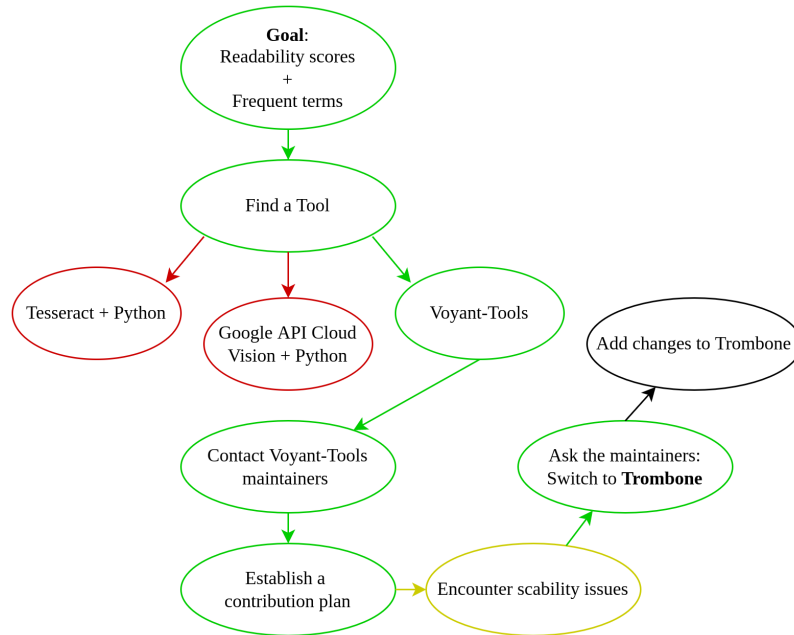 Goal:
Readability scores
+
Frequent terms
Find a Tool
Tesseract + Python
Google API Cloud
Vision + Python
Voyant-Tools
Add changes to Trombone
Contact Voyant-Tools
maintainers
Ask the maintainers:
Switch to Trombone
Establish a
contribution plan
Encounter scability issues